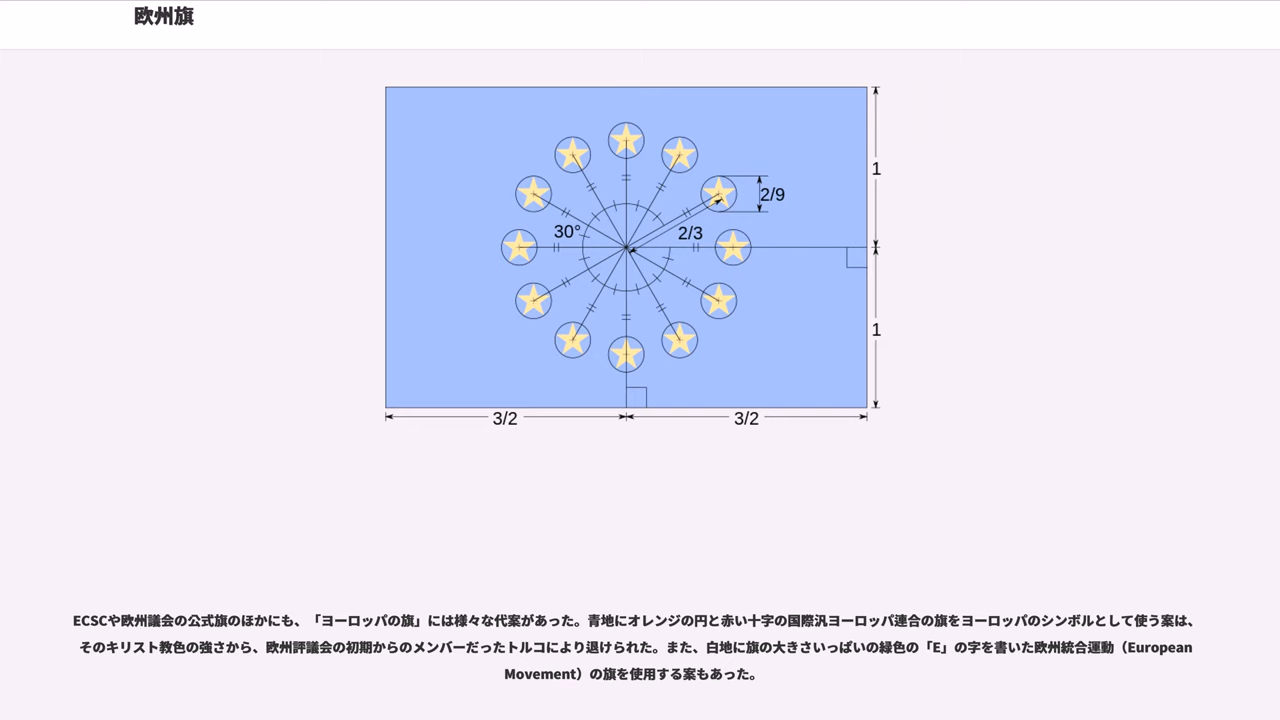 欧州旗
1
2/9
30°
2/3
1
3/2
3/2
ECSCや欧州議会の公式旗のほかにも、「ヨーロッパの旗」には様々な代案があった。青地にオレンジの円と赤い十字の国際汎ヨーロッパ連合の旗をヨーロッパのシンボルとして使う案は、
そのキリスト教色の強さから、欧州評議会の初期からのメンバーだったトルコにより退けられた。また、白地に旗の大きさいっぱいの緑色の「E」の字を書いた欧州統合運動（European
Movement）の旗を使用する案もあった。